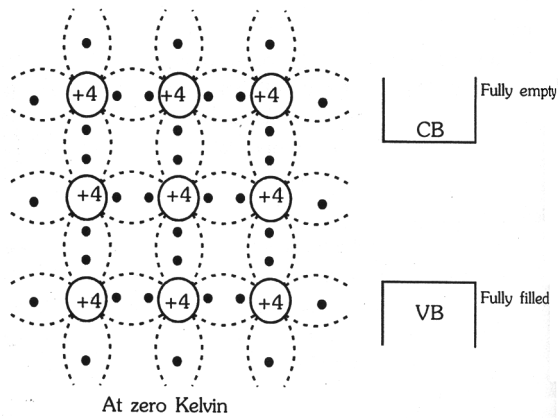 +4 +4 +4
Fully empty
CB
+4 +4 +4
+4 +4 +4
Fully filled
VB
At zero Kelvin